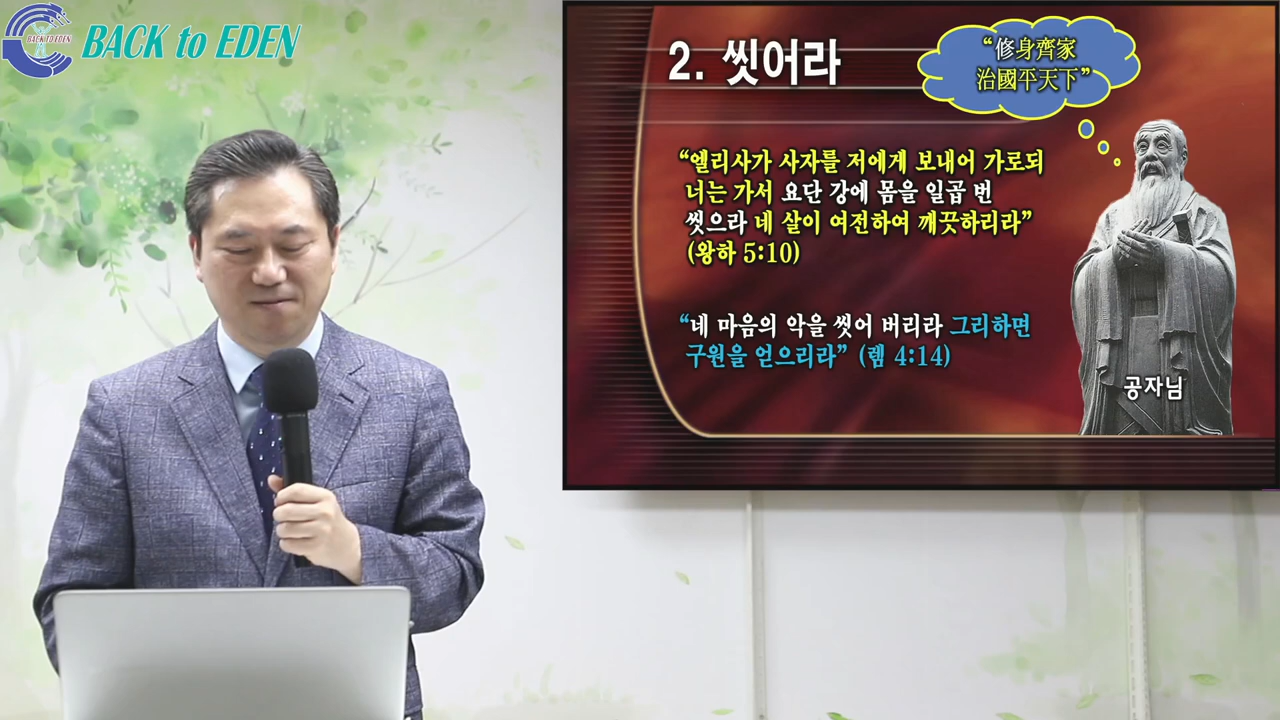 BACK to EDEN
BACK TO EDEN
2. 씻어라
“修身齊家
治國平天下”
“엘리사가 사자를 저에게 보내어 가로되
너는 가서 요단 강에 몸을 일곱 번
씻으라 네 살이 여전하여 깨끗하리라”
(왕하 5:10)
“네 마음의 악을 씻어 버리라 그리하면
구원을 얻으리라” (렘 4:14)
공자님